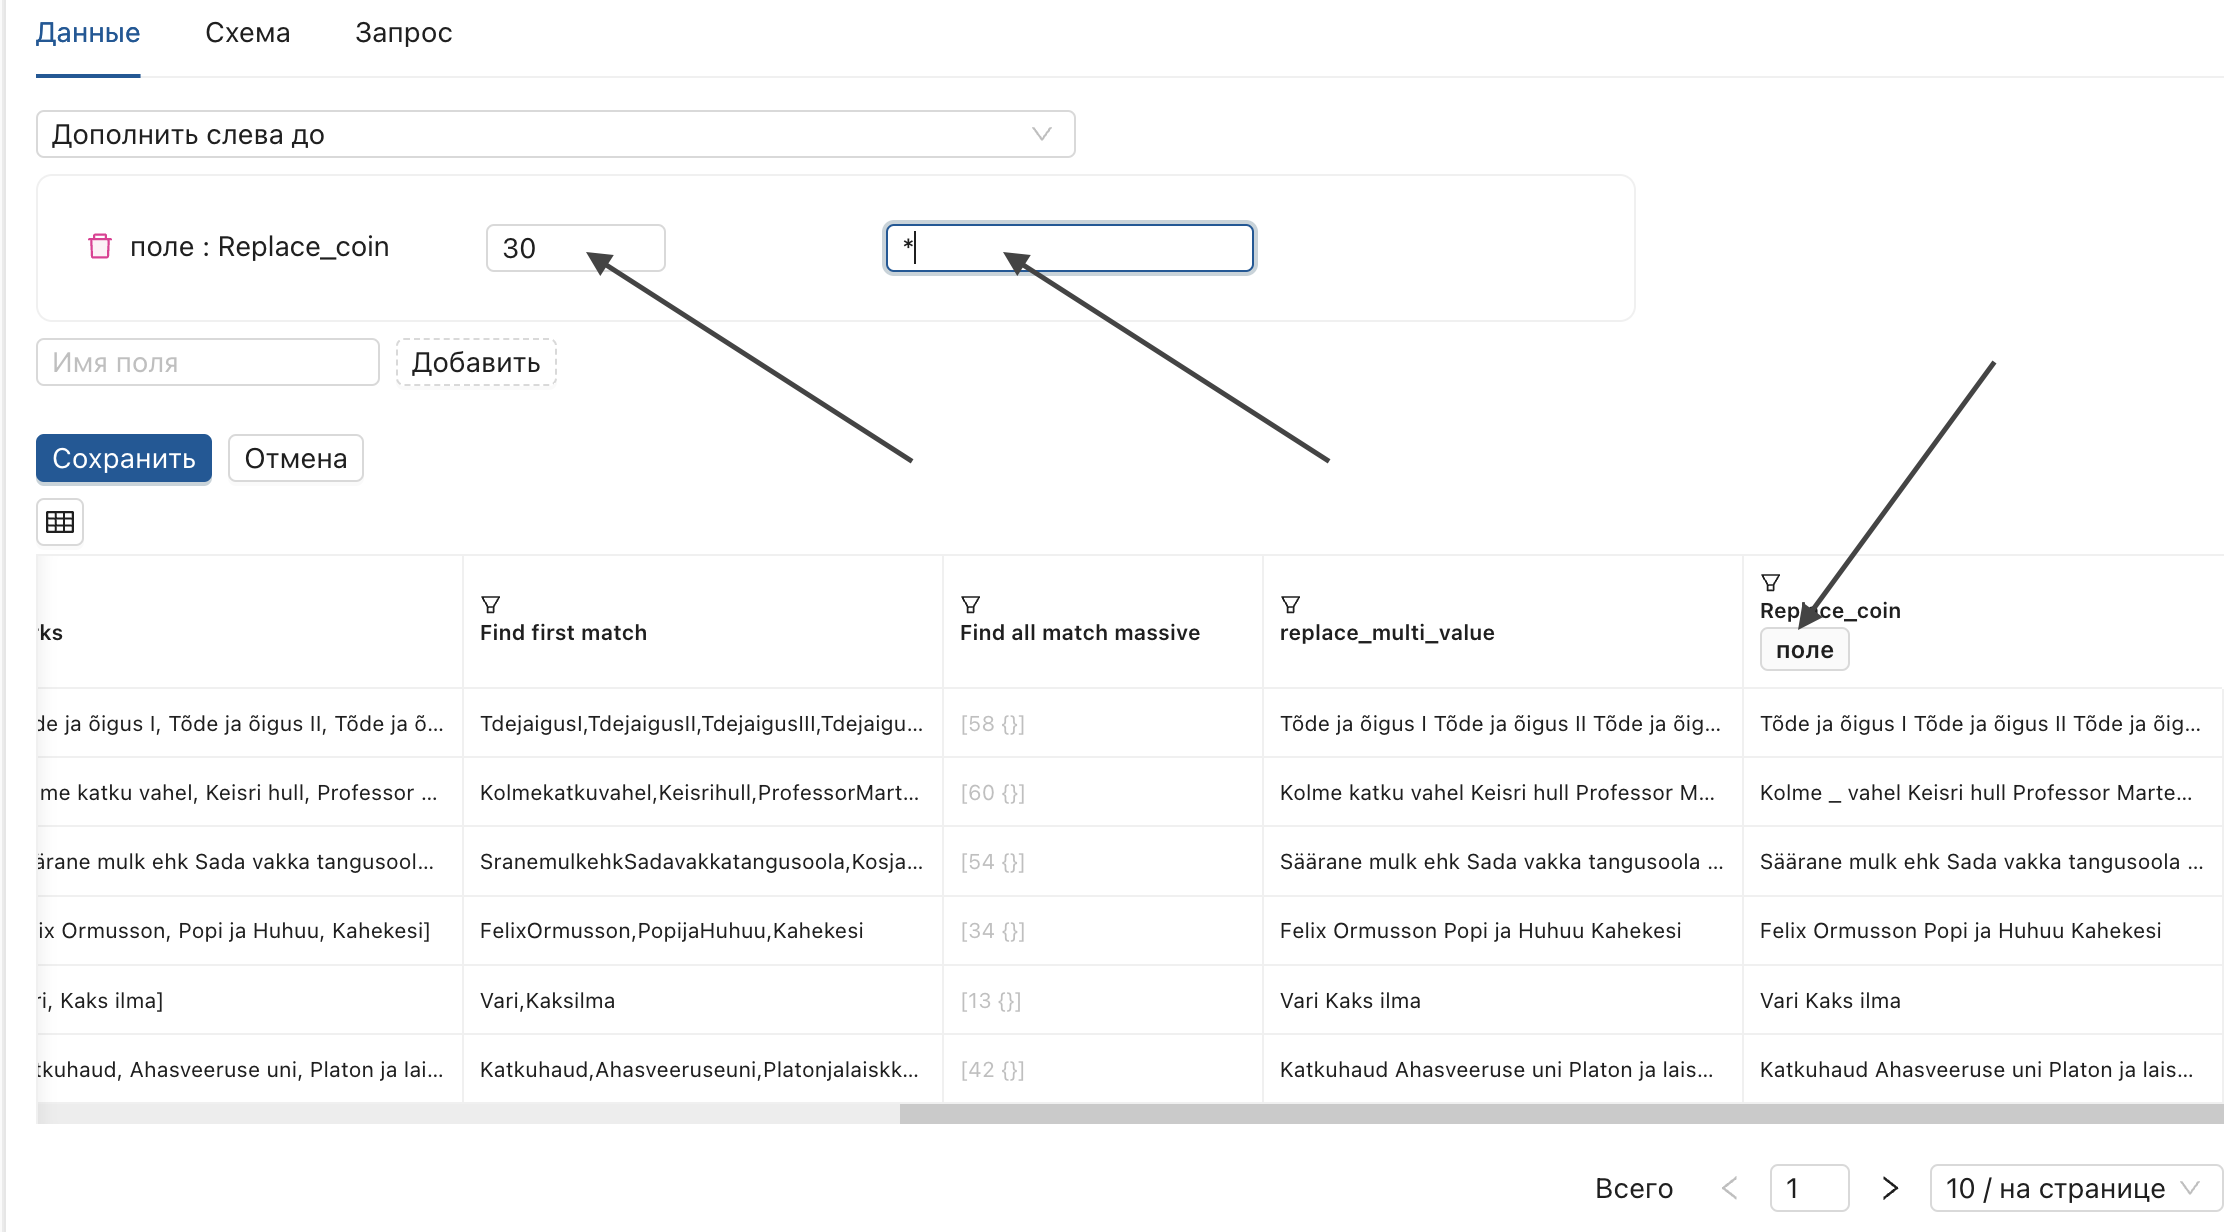 Данные Схема Запрос
Дополнить слева до
поле : Replace_coin 30 *
Имя поля Добавить
Сохранить Отмена
rks Find first match Find all match massive replace_multi_value Replace_coin
поле
de ja õigus I, Tõde ja õigus II, Tõde ja õ... TdejaigusI,TdejaigusII,TdejaigusIII,Tdejaigu... [58 {}] Tõde ja õigus I Tõde ja õigus II Tõde ja õig... Tõde ja õigus I Tõde ja õigus II Tõde ja õig...
me katku vahel, Keisri hull, Professor ... Kolmekatkuvahel,Keisrihull,ProfessorMart... [60 {}] Kolme katku vahel Keisri hull Professor M... Kolme _ vahel Keisri hull Professor Marte...
ärane mulk ehk Sada vakka tangusool... SranemulkehkSadavakkatangusoola,Kosja... [54 {}] Säärane mulk ehk Sada vakka tangusoola ... Säärane mulk ehk Sada vakka tangusoola ...
ix Ormusson, Popi ja Huhuu, Kahekesi] FelixOrmusson,PopijaHuhuu,Kahekesi [34 {}] Felix Ormusson Popi ja Huhuu Kahekesi Felix Ormusson Popi ja Huhuu Kahekesi
ri, Kaks ilma] Vari,Kaksilma [13 {}] Vari Kaks ilma Vari Kaks ilma
tkuhaud, Ahasveeruse uni, Platon ja lai... Katkuhaud,Ahasveeruseuni,Platonjalaiskk... [42 {}] Katkuhaud Ahasveeruse uni Platon ja lais... Katkuhaud Ahasveeruse uni Platon ja lais...
Всего < 1 > 10 / на странице